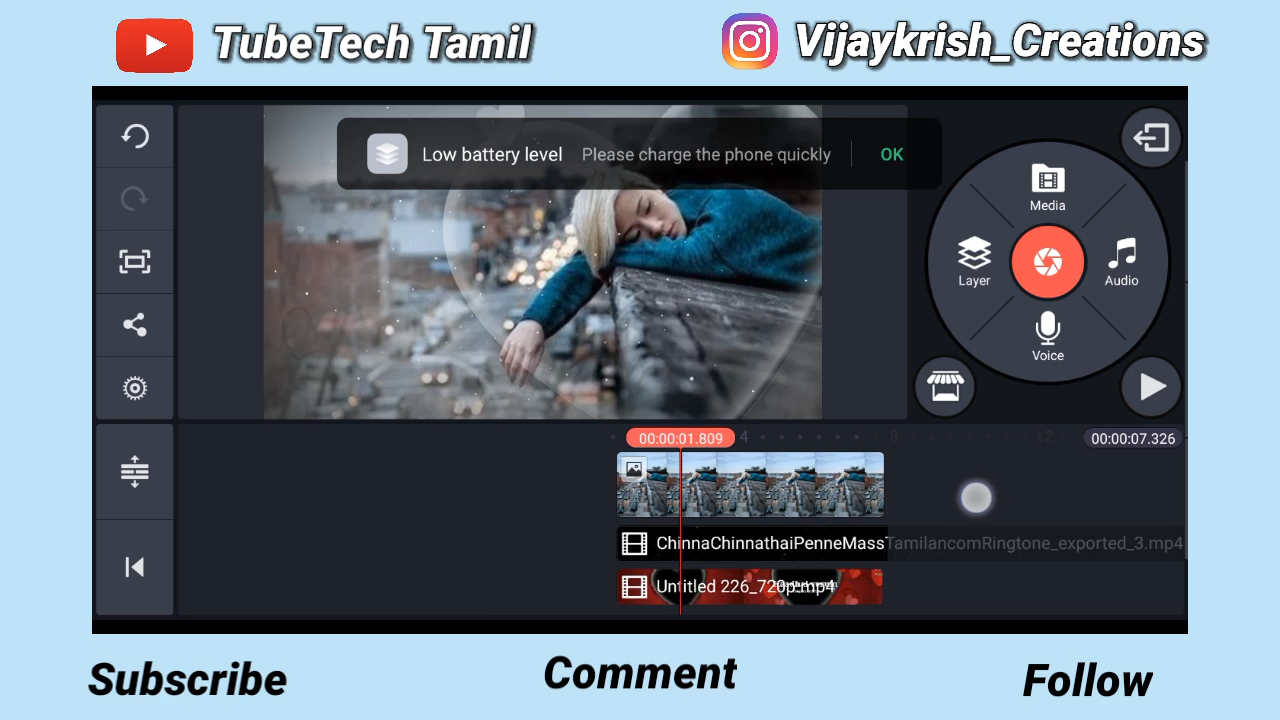 TubeTech Tamil
Vijaykrish_Creations
Low battery level Please charge the phone quickly OK
Media
Layer
Audio
Voice
00:00:01.809 4 8 12 00:00:07.326
ChinnaChinnathaiPenneMassTamilancomRingtone_exported_3.mp4
Untitled 226_720p.mp4
Subscribe
Comment
Follow